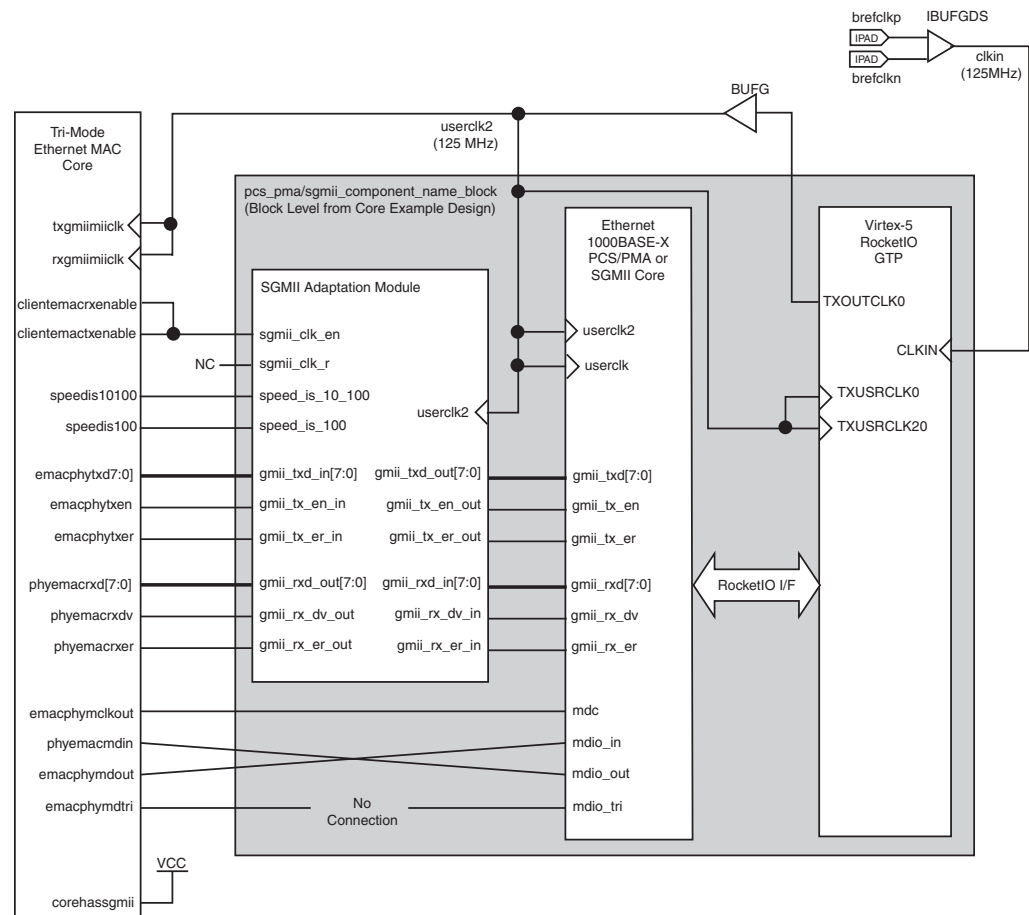 brefclkp
IBUFGDS
IPAD
IPAD
clkin
(125MHz)
brefclkn
BUFG
userclk2
(125 MHz)
Tri-Mode
Ethernet MAC
Core
txgmiimiiclk
rxgmiimiiclk
clientemacrxenable
clientemactxenable
NC
speedis10100
speedis100
emacphytxd7:0]
emacphytxen
emacphytxer
phyemacrxd[7:0]
phyemacrxdv
phyemacrxer
emacphymclkout
phyemacmdin
emacphymdout
emacphymdtri
No
Connection
VCC
corehassgmii
pcs_pma/sgmii_component_name_block
(Block Level from Core Example Design)
SGMII Adaptation Module
sgmii_clk_en
sgmii_clk_r
speed_is_10_100
userclk2
speed_is_100
gmii_txd_in[7:0]
gmii_txd_out[7:0]
gmii_tx_en_in
gmii_tx_en_out
gmii_tx_er_in
gmii_tx_er_out
gmii_rxd_out[7:0]
gmii_rxd_in[7:0]
gmii_rx_dv_out
gmii_rx_dv_in
gmii_rx_er_out
gmii_rx_er_in
Ethernet
1000BASE-X
PCS/PMA or
SGMII Core
userclk2
userclk
gmii_txd[7:0]
gmii_tx_en
gmii_tx_er
gmii_rxd[7:0]
gmii_rx_dv
gmii_rx_er
mdc
mdio_in
mdio_out
mdio_tri
RocketIO I/F
Virtex-5
RocketIO
GTP
TXOUTCLK0
CLKIN
TXUSRCLK0
TXUSRCLK20